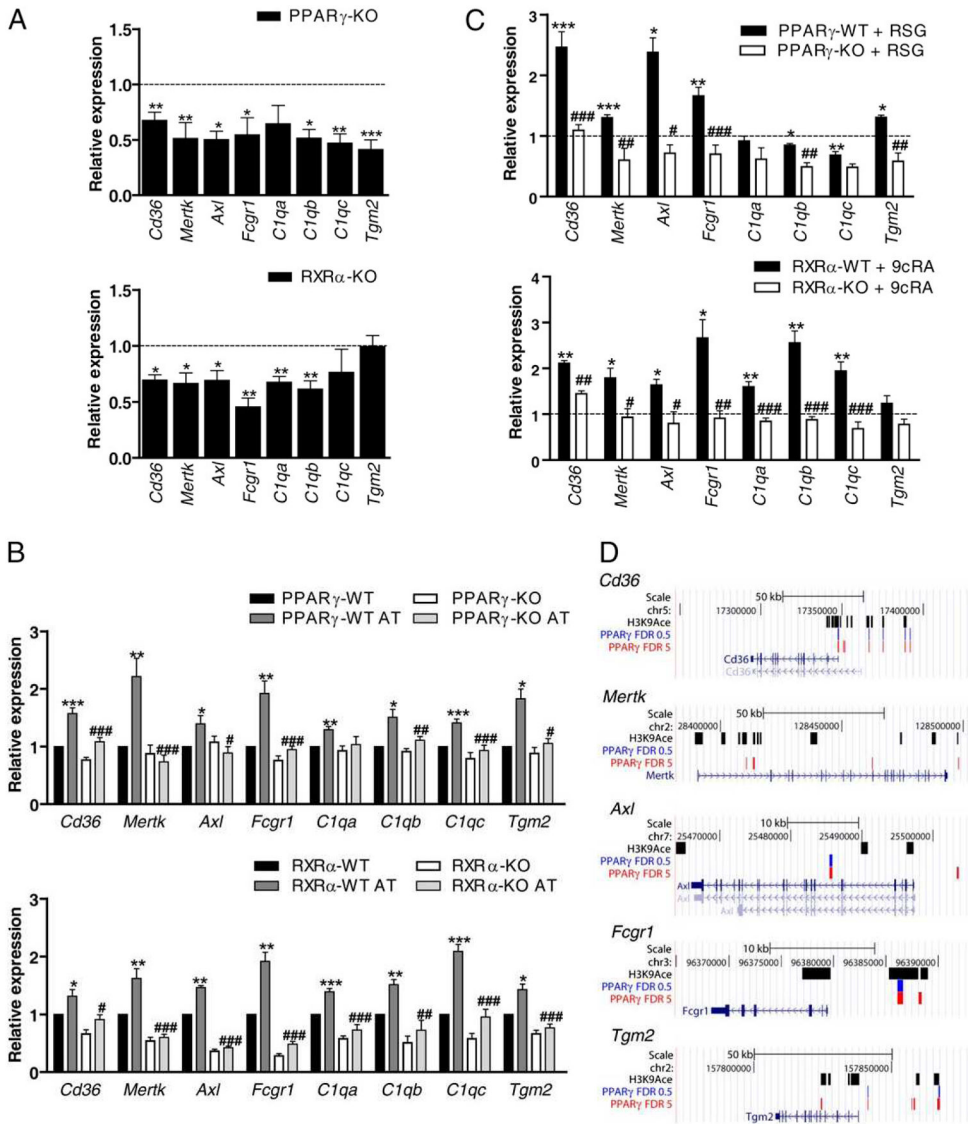 A
PPARγ-KO
Relative expression
1.5
1.0
0.5
0.0
** ** * * * ** ***
Cd36 Mertk Axl Fcgr1 C1qa C1qb C1qc Tgm2
RXRα-KO
Relative expression
1.5
1.0
0.5
0.0
* * * ** ** **
Cd36 Mertk Axl Fcgr1 C1qa C1qb C1qc Tgm2
C
PPARγ-WT + RSG
PPARγ-KO + RSG
Relative expression
3
2
1
0
*** ### *** ## * # ** ### * ## ** * ##
Cd36 Mertk Axl Fcgr1 C1qa C1qb C1qc Tgm2
RXRα-WT + 9cRA
RXRα-KO + 9cRA
Relative expression
4
3
2
1
0
** ## * # * # * ## ** ### ** ### ** ###
Cd36 Mertk Axl Fcgr1 C1qa C1qb C1qc Tgm2
B
PPARγ-WT PPARγ-KO
PPARγ-WT AT PPARγ-KO AT
Relative expression
3
2
1
0
*** ### ** ### * # ** ### ** * ## *** ### ** #
Cd36 Mertk Axl Fcgr1 C1qa C1qb C1qc Tgm2
RXRα-WT RXRα-KO
RXRα-WT AT RXRα-KO AT
Relative expression
3
2
1
0
* # ** ### ** ### ** ### *** ### ** ## *** ### * ###
Cd36 Mertk Axl Fcgr1 C1qa C1qb C1qc Tgm2
D
Cd36
Scale 50 kb
chr5: 17300000 17350000 17400000
H3K9Ace
PPARγ FDR 0.5
PPARγ FDR 5
Cd36
Cd36
Mertk
Scale 50 kb
chr2: 128400000 128450000 128500000
H3K9Ace
PPARγ FDR 0.5
PPARγ FDR 5
Mertk
Axl
Scale 10 kb
chr7: 25470000 25480000 25490000 25500000
H3K9Ace
PPARγ FDR 0.5
PPARγ FDR 5
Axl
Axl
Axl
Fcgr1
Scale 10 kb
chr3: 96370000 96375000 96380000 96385000 96390000
H3K9Ace
PPARγ FDR 0.5
PPARγ FDR 5
Fcgr1
Tgm2
Scale 50 kb
chr2: 157800000 157850000
H3K9Ace
PPARγ FDR 0.5
PPARγ FDR 5
Tgm2